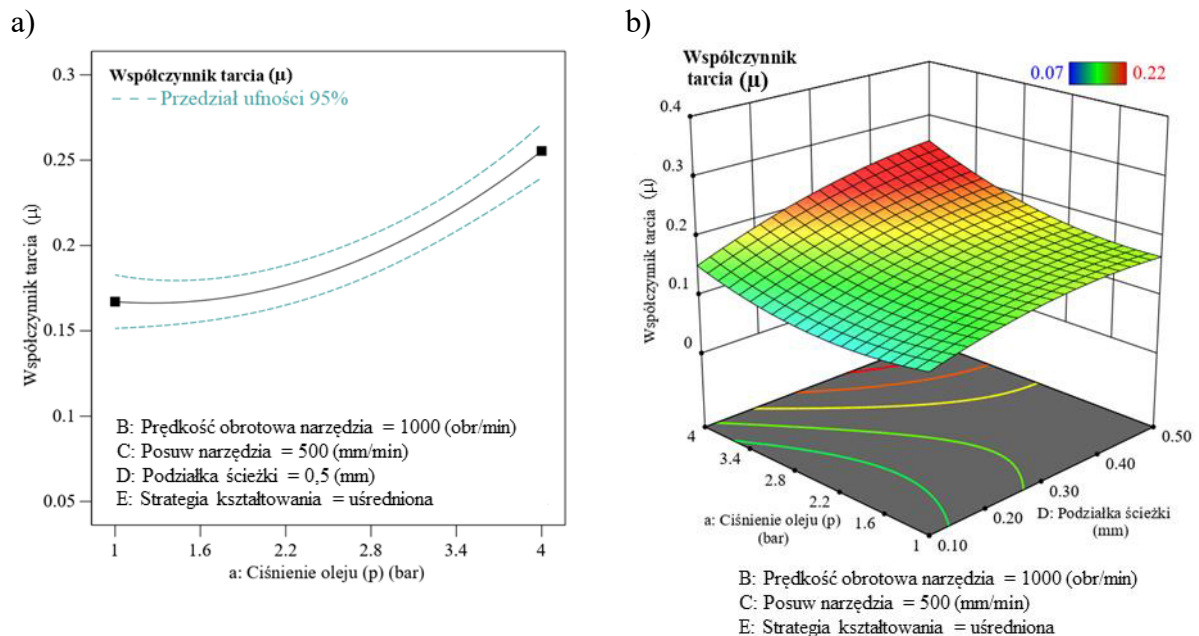 a)
Współczynnik tarcia (μ)
Przedział ufności 95%
0.3
0.25
0.2
0.15
0.1
0.05
Współczynnik tarcia (μ)
B: Prędkość obrotowa narzędzia = 1000 (obr/min)
C: Posuw narzędzia = 500 (mm/min)
D: Podziałka ścieżki = 0,5 (mm)
E: Strategia kształtowania = uśredniona
1 1.6 2.2 2.8 3.4 4
a: Ciśnienie oleju (p) (bar)
b)
Współczynnik
tarcia (μ)
0.07 0.22
0.4
0.3
0.2
0.1
0
Współczynnik tarcia (μ)
4
3.4
2.8
2.2
1.6
1
a: Ciśnienie oleju (p)
(bar)
0.10
0.20
0.30
0.40
0.50
D: Podziałka ścieżki
(mm)
B: Prędkość obrotowa narzędzia = 1000 (obr/min)
C: Posuw narzędzia = 500 (mm/min)
E: Strategia kształtowania = uśredniona